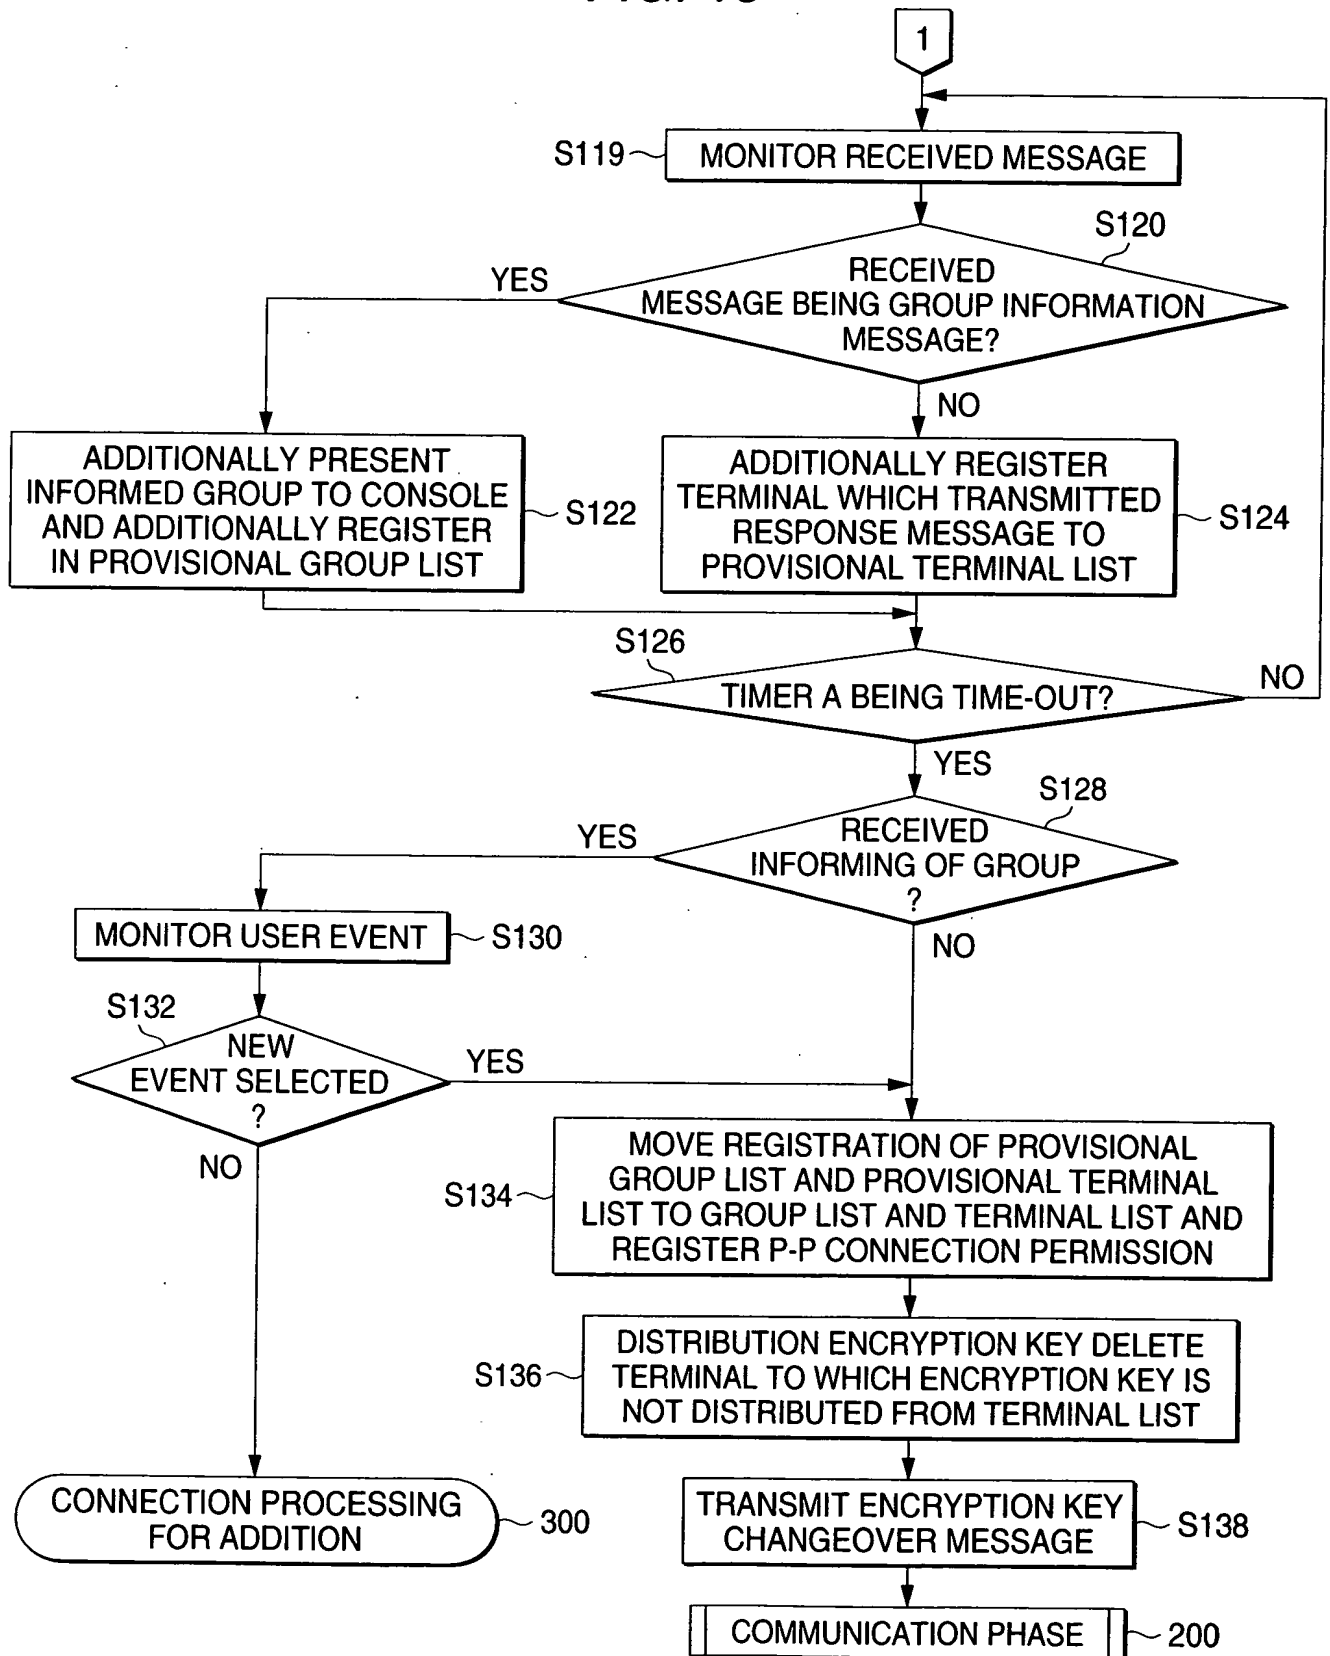 1
S119
MONITOR RECEIVED MESSAGE
S120
RECEIVED
MESSAGE BEING GROUP INFORMATION
MESSAGE?
YES
NO
ADDITIONALLY PRESENT
INFORMED GROUP TO CONSOLE
AND ADDITIONALLY REGISTER
IN PROVISIONAL GROUP LIST
S122
ADDITIONALLY REGISTER
TERMINAL WHICH TRANSMITTED
RESPONSE MESSAGE TO
PROVISIONAL TERMINAL LIST
S124
S126
TIMER A BEING TIME-OUT?
NO
YES
S128
RECEIVED
INFORMING OF GROUP
?
YES
NO
MONITOR USER EVENT
S130
S132
NEW
EVENT SELECTED
?
YES
NO
S134
MOVE REGISTRATION OF PROVISIONAL
GROUP LIST AND PROVISIONAL TERMINAL
LIST TO GROUP LIST AND TERMINAL LIST AND
REGISTER P-P CONNECTION PERMISSION
S136
DISTRIBUTION ENCRYPTION KEY DELETE
TERMINAL TO WHICH ENCRYPTION KEY IS
NOT DISTRIBUTED FROM TERMINAL LIST
CONNECTION PROCESSING
FOR ADDITION
300
TRANSMIT ENCRYPTION KEY
CHANGEOVER MESSAGE
S138
COMMUNICATION PHASE
200